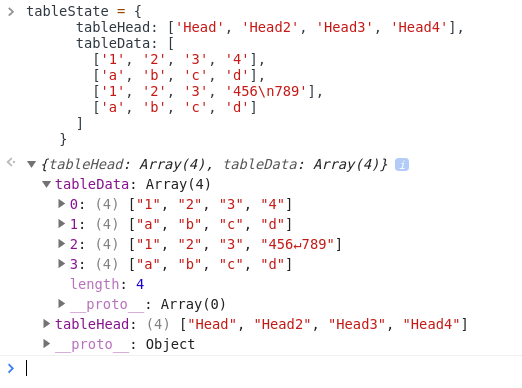 tableState = {
tableHead: ['Head', 'Head2', 'Head3', 'Head4'],
tableData: [
['1', '2', '3', '4'],
['a', 'b', 'c', 'd'],
['1', '2', '3', '456\n789'],
['a', 'b', 'c', 'd']
]
}
{tableHead: Array(4), tableData: Array(4)} i
tableData: Array(4)
0: (4) ["1", "2", "3", "4"]
1: (4) ["a", "b", "c", "d"]
2: (4) ["1", "2", "3", "456↵789"]
3: (4) ["a", "b", "c", "d"]
length: 4
__proto__: Array(0)
tableHead: (4) ["Head", "Head2", "Head3", "Head4"]
__proto__: Object